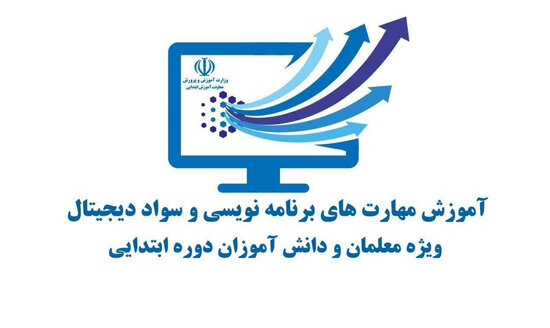 وزارت آموزش و پرورش
معاونت آموزش ابتدایی
آموزش مهارت های برنامه نویسی و سواد دیجیتال
ویژه معلمان و دانش آموزان دوره ابتدایی